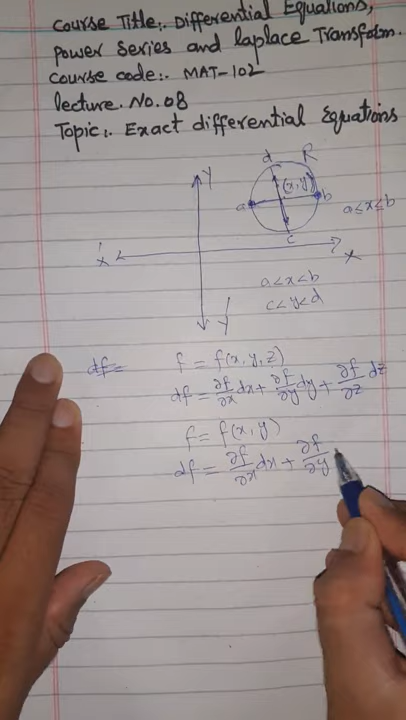 Course Title:. Differential Equations,
power Series and laplace Transform.
Course code:. MAT-102
lecture. No. 08
Topic:. Exact differential Equations
Y
d R
(x,y)
a b
a≤x≤b
c
x' X
a<x<b
c<y<d
Y'
df= f = f(x,y,z)
df = ∂f/∂x dx + ∂f/∂y dy + ∂f/∂z dz
f = f(x,y)
df = ∂f/∂x dx + ∂f/∂y